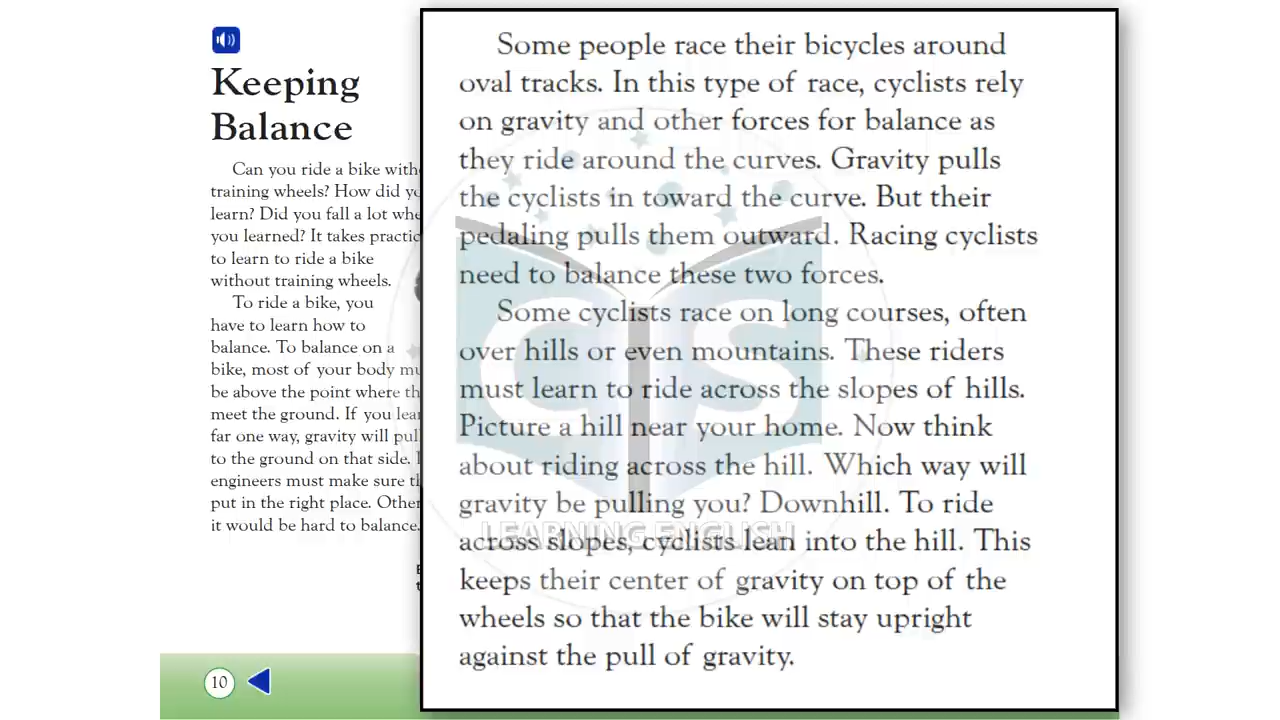 Keeping
Balance
Can you ride a bike
training wheels? How did
learn? Did you fall a lot
you learned? It takes
to learn to ride a bike
without training wheels.
To ride a bike, you
have to learn how to
balance. To balance on a
bike, most of your body
be above the point where
meet the ground. If you
far one way, gravity will
to the ground on that side.
engineers must make sure
put in the right place.
it would be hard to balance.
10
Some people race their bicycles around
oval tracks. In this type of race, cyclists rely
on gravity and other forces for balance as
they ride around the curves. Gravity pulls
the cyclists in toward the curve. But their
pedaling pulls them outward. Racing cyclists
need to balance these two forces.
Some cyclists race on long courses, often
over hills or even mountains. These riders
must learn to ride across the slopes of hills.
Picture a hill near your home. Now think
about riding across the hill. Which way will
gravity be pulling you? Downhill. To ride
across slopes, cyclists lean into the hill. This
keeps their center of gravity on top of the
wheels so that the bike will stay upright
against the pull of gravity.
CS
LEARNING ENGLISH